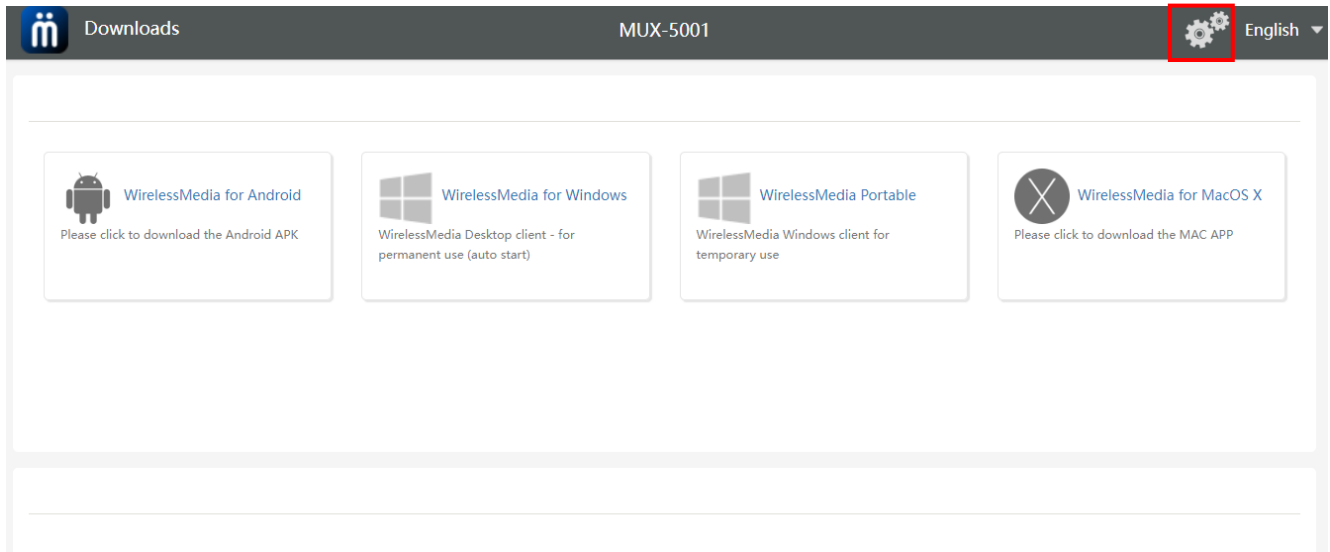 Downloads
MUX-5001
English
WirelessMedia for Android
Please click to download the Android APK
WirelessMedia for Windows
WirelessMedia Desktop client - for
permanent use (auto start)
WirelessMedia Portable
WirelessMedia Windows client for
temporary use
WirelessMedia for MacOS X
Please click to download the MAC APP